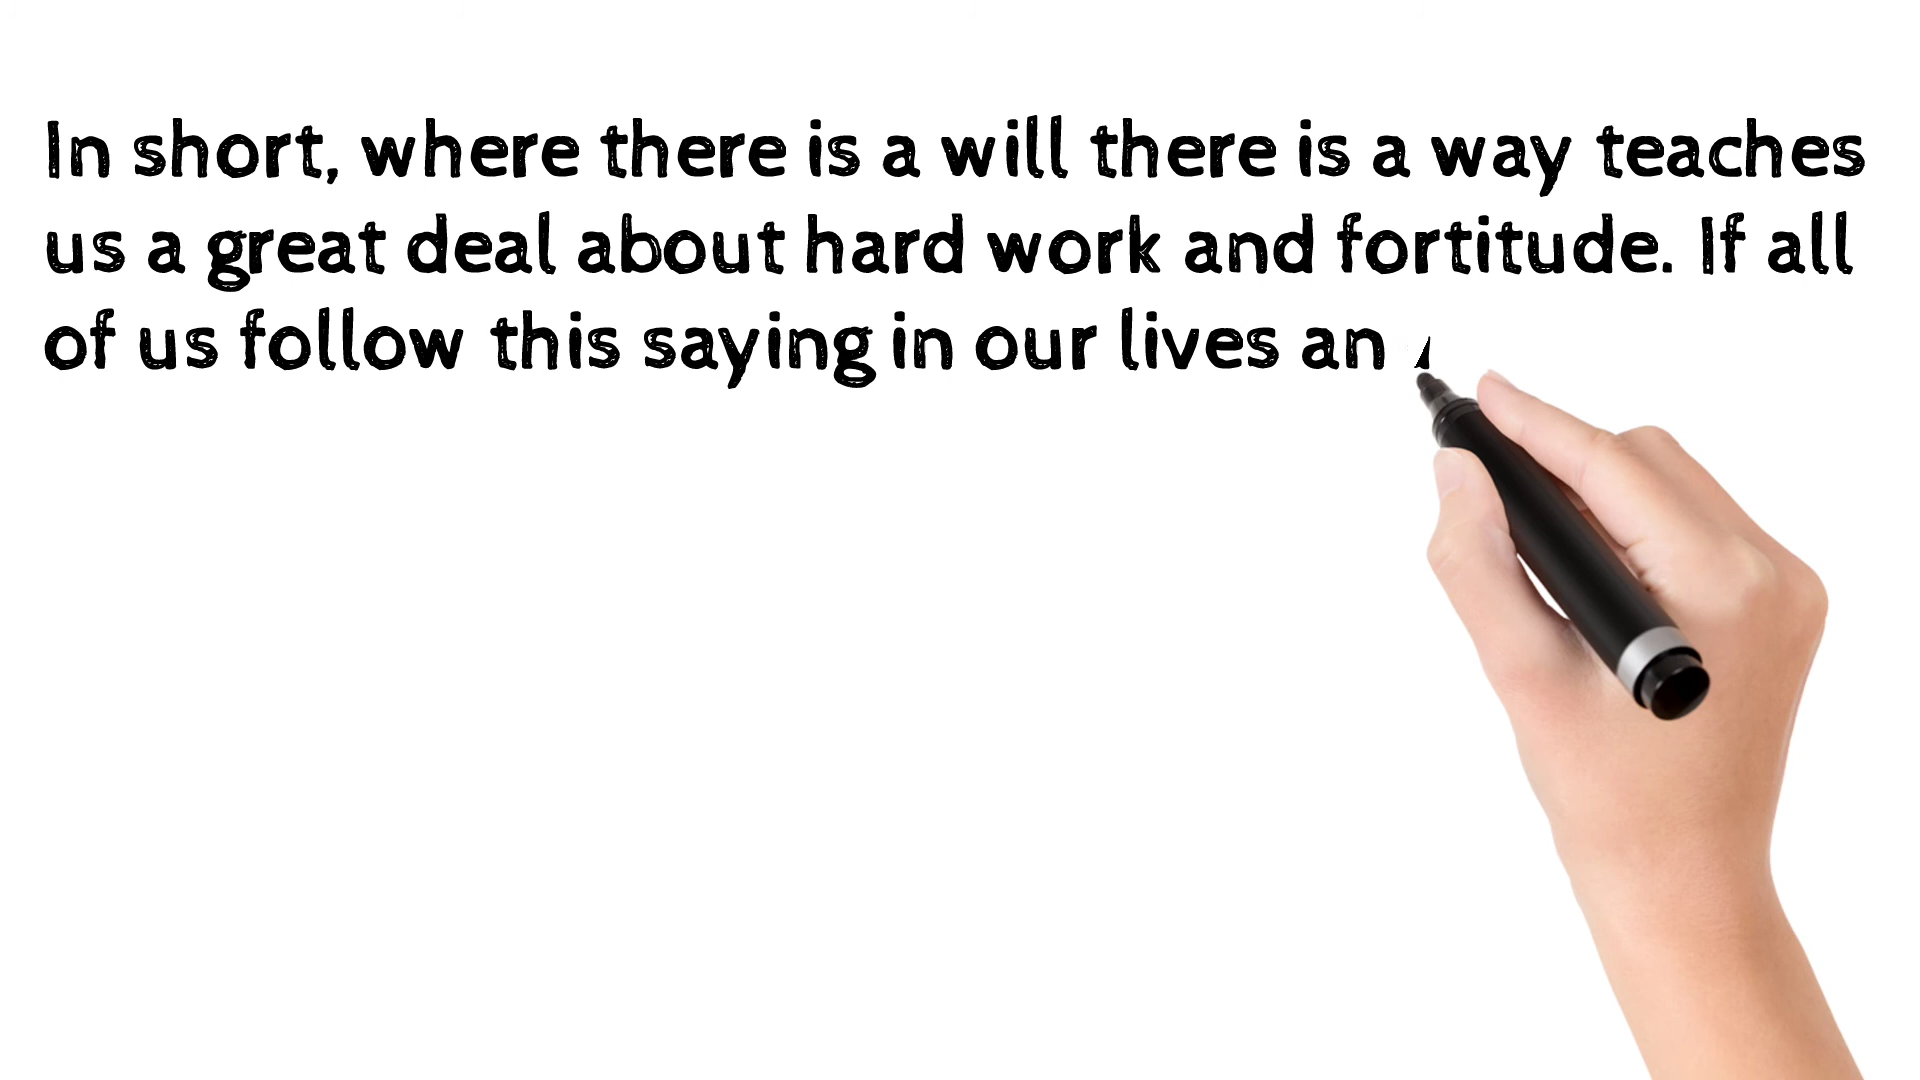 In short, where there is a will there is a way teaches
us a great deal about hard work and fortitude. If all
of us follow this saying in our lives an